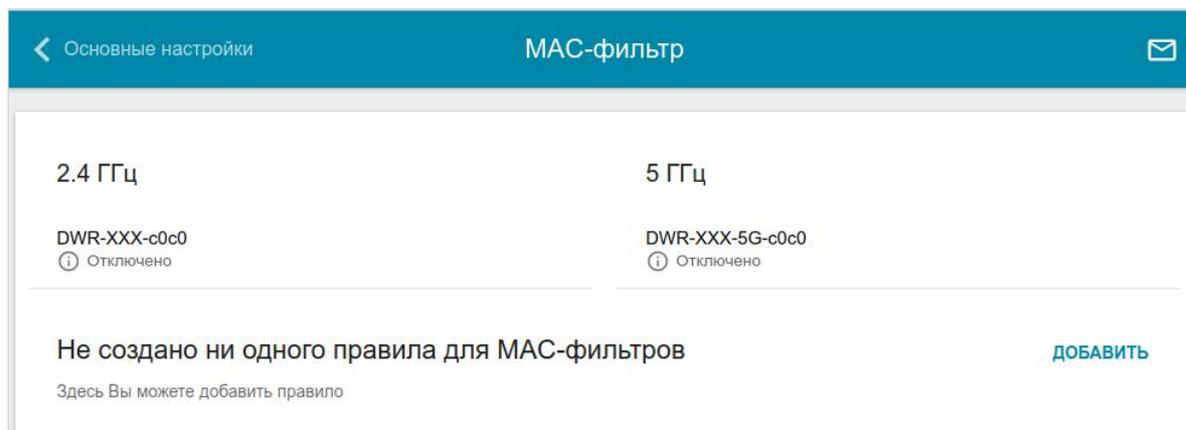 Основные настройки
MAC-фильтр
2.4 ГГц
5 ГГц
DWR-XXX-c0c0
DWR-XXX-5G-c0c0
Отключено
Отключено
Не создано ни одного правила для MAC-фильтров
ДОБАВИТЬ
Здесь Вы можете добавить правило